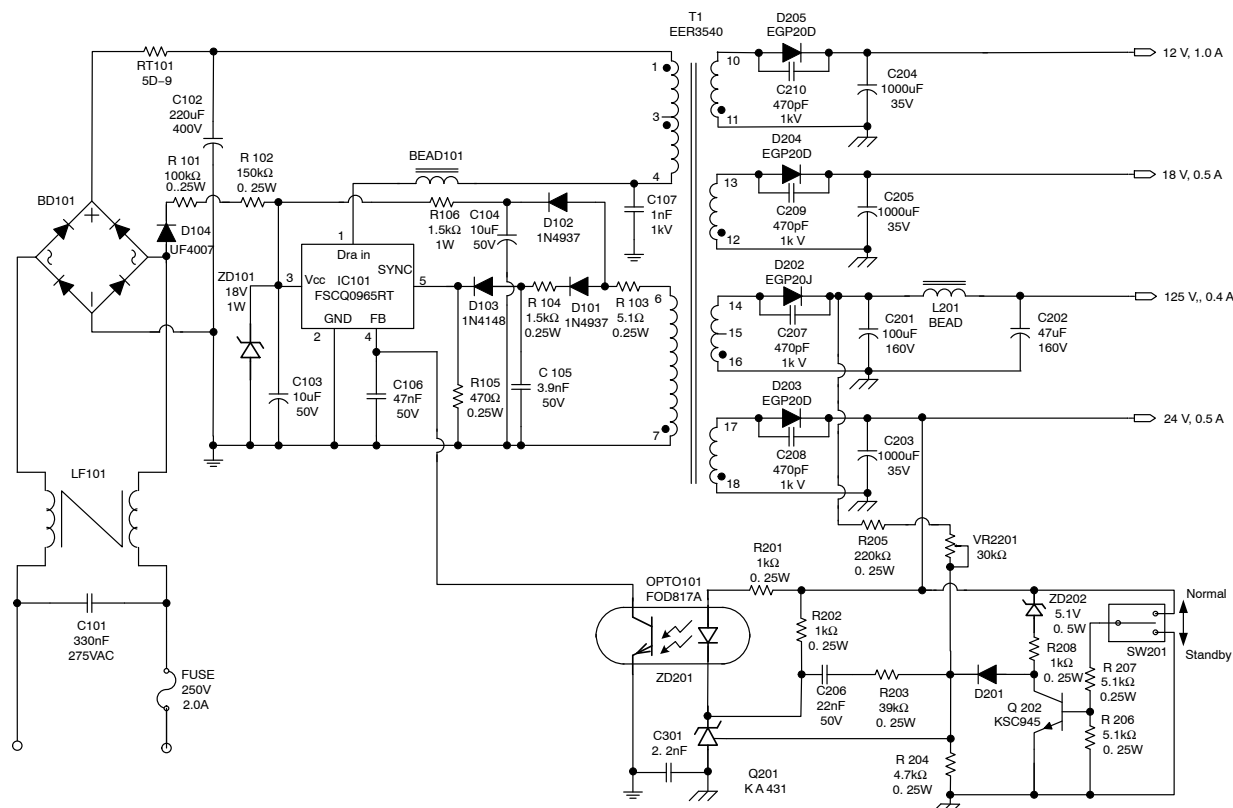 T1
EER3540
D205
EGP20D
RT101
5D−9
1
10
12 V, 1.0 A
C210
470pF
1kV
C204
1000uF
35V
C102
220uF
400V
3
11
D204
EGP20D
R 101
100kΩ
0..25W
R 102
150kΩ
0. 25W
BEAD101
4
13
18 V, 0.5 A
BD101
C107
1nF
1kV
C209
470pF
1k V
C205
1000uF
35V
D104
UF4007
R106
1.5kΩ
1W
C104
10uF
50V
D102
1N4937
12
1
Dra in
SYNC
IC101
FSCQ0965RT
Vcc
GND
FB
3
5
2
4
ZD101
18V
1W
D103
1N4148
R 104
1.5kΩ
0.25W
D101
1N4937
R 103
5.1Ω
0.25W
6
D202
EGP20J
14
15
16
125 V,, 0.4 A
C207
470pF
1k V
C201
100uF
160V
L201
BEAD
C202
47uF
160V
C103
10uF
50V
C106
47nF
50V
R105
470Ω
0.25W
C 105
3.9nF
50V
7
D203
EGP20D
17
24 V, 0.5 A
C208
470pF
1k V
C203
1000uF
35V
18
LF101
R205
220kΩ
0. 25W
VR2201
30kΩ
C101
330nF
275VAC
FUSE
250V
2.0A
OPTO101
FOD817A
R201
1kΩ
0. 25W
R202
1kΩ
0. 25W
ZD202
5.1V
0. 5W
Normal
SW201
Standby
R208
1kΩ
0. 25W
ZD201
C206
22nF
50V
R203
39kΩ
0. 25W
D201
R 207
5.1kΩ
0.25W
Q 202
KSC945
R 206
5.1kΩ
0. 25W
C301
2. 2nF
Q201
K A 431
R 204
4.7kΩ
0. 25W